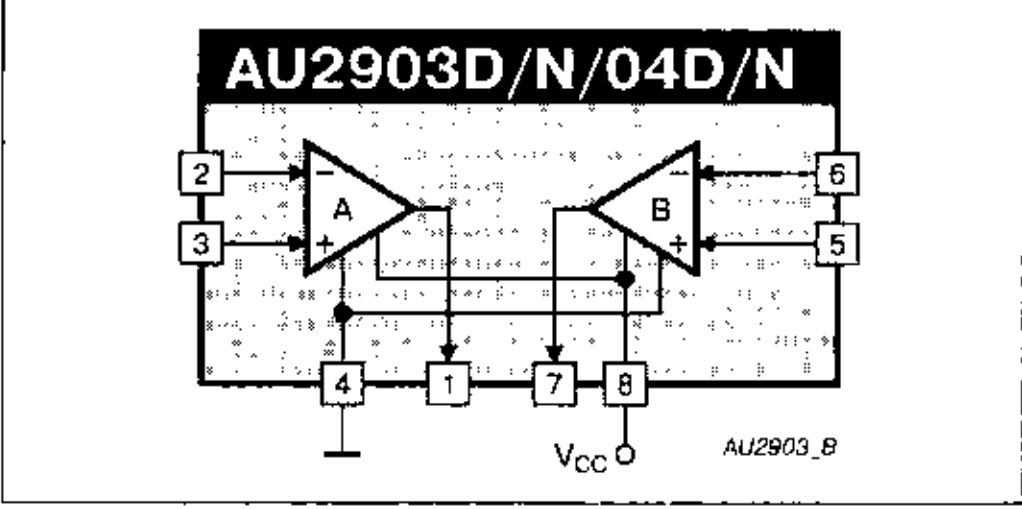 AU2903D/N/04D/N
2 − − 6
A B
3 + + 5
4 1 7 8
VCC AU2903_B